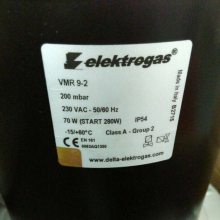 elektrogas®
VMR 9-2
200 mbar
230 VAC - 50/60 Hz
70 W (START 280W) IP54
-15/+60°C Class A - Group 2
EN 161
www.delta-elektrogas.com
Made in Italy